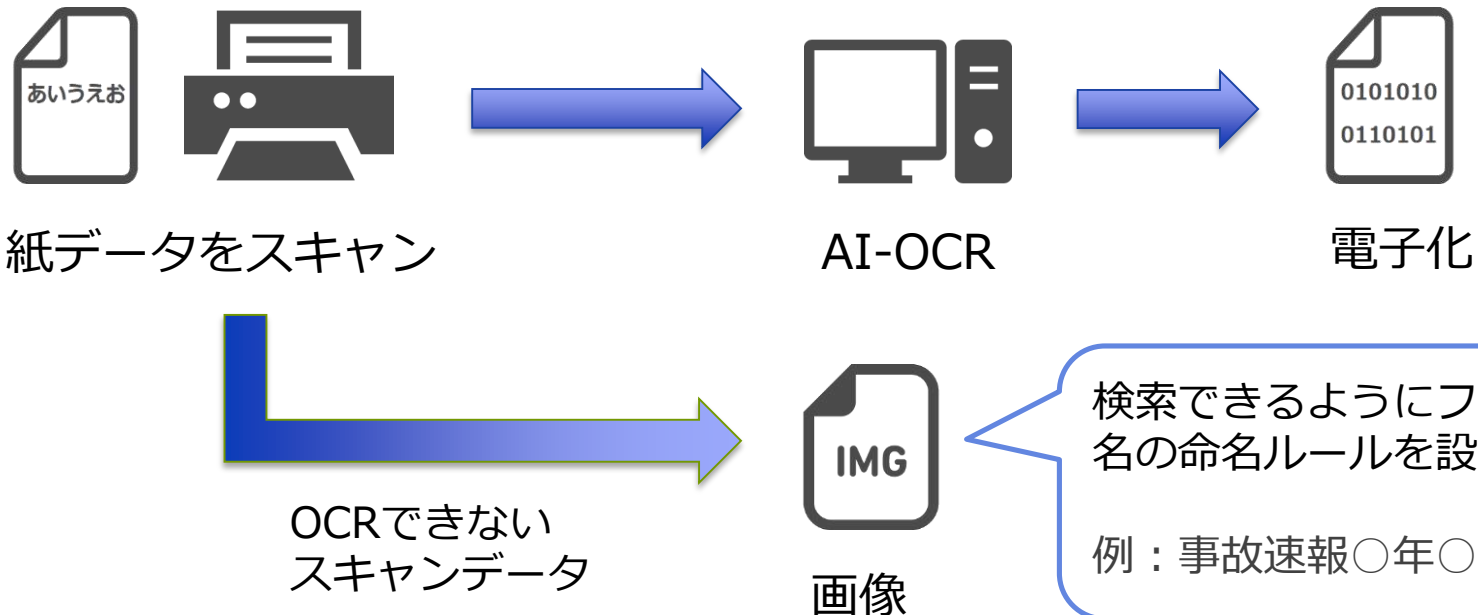 あいうえお
0101010
0110101
紙データをスキャン
AI-OCR
電子化
OCRできない
スキャンデータ
IMG
画像
検索できるようにフ
名の命名ルールを設
例：事故速報○年○